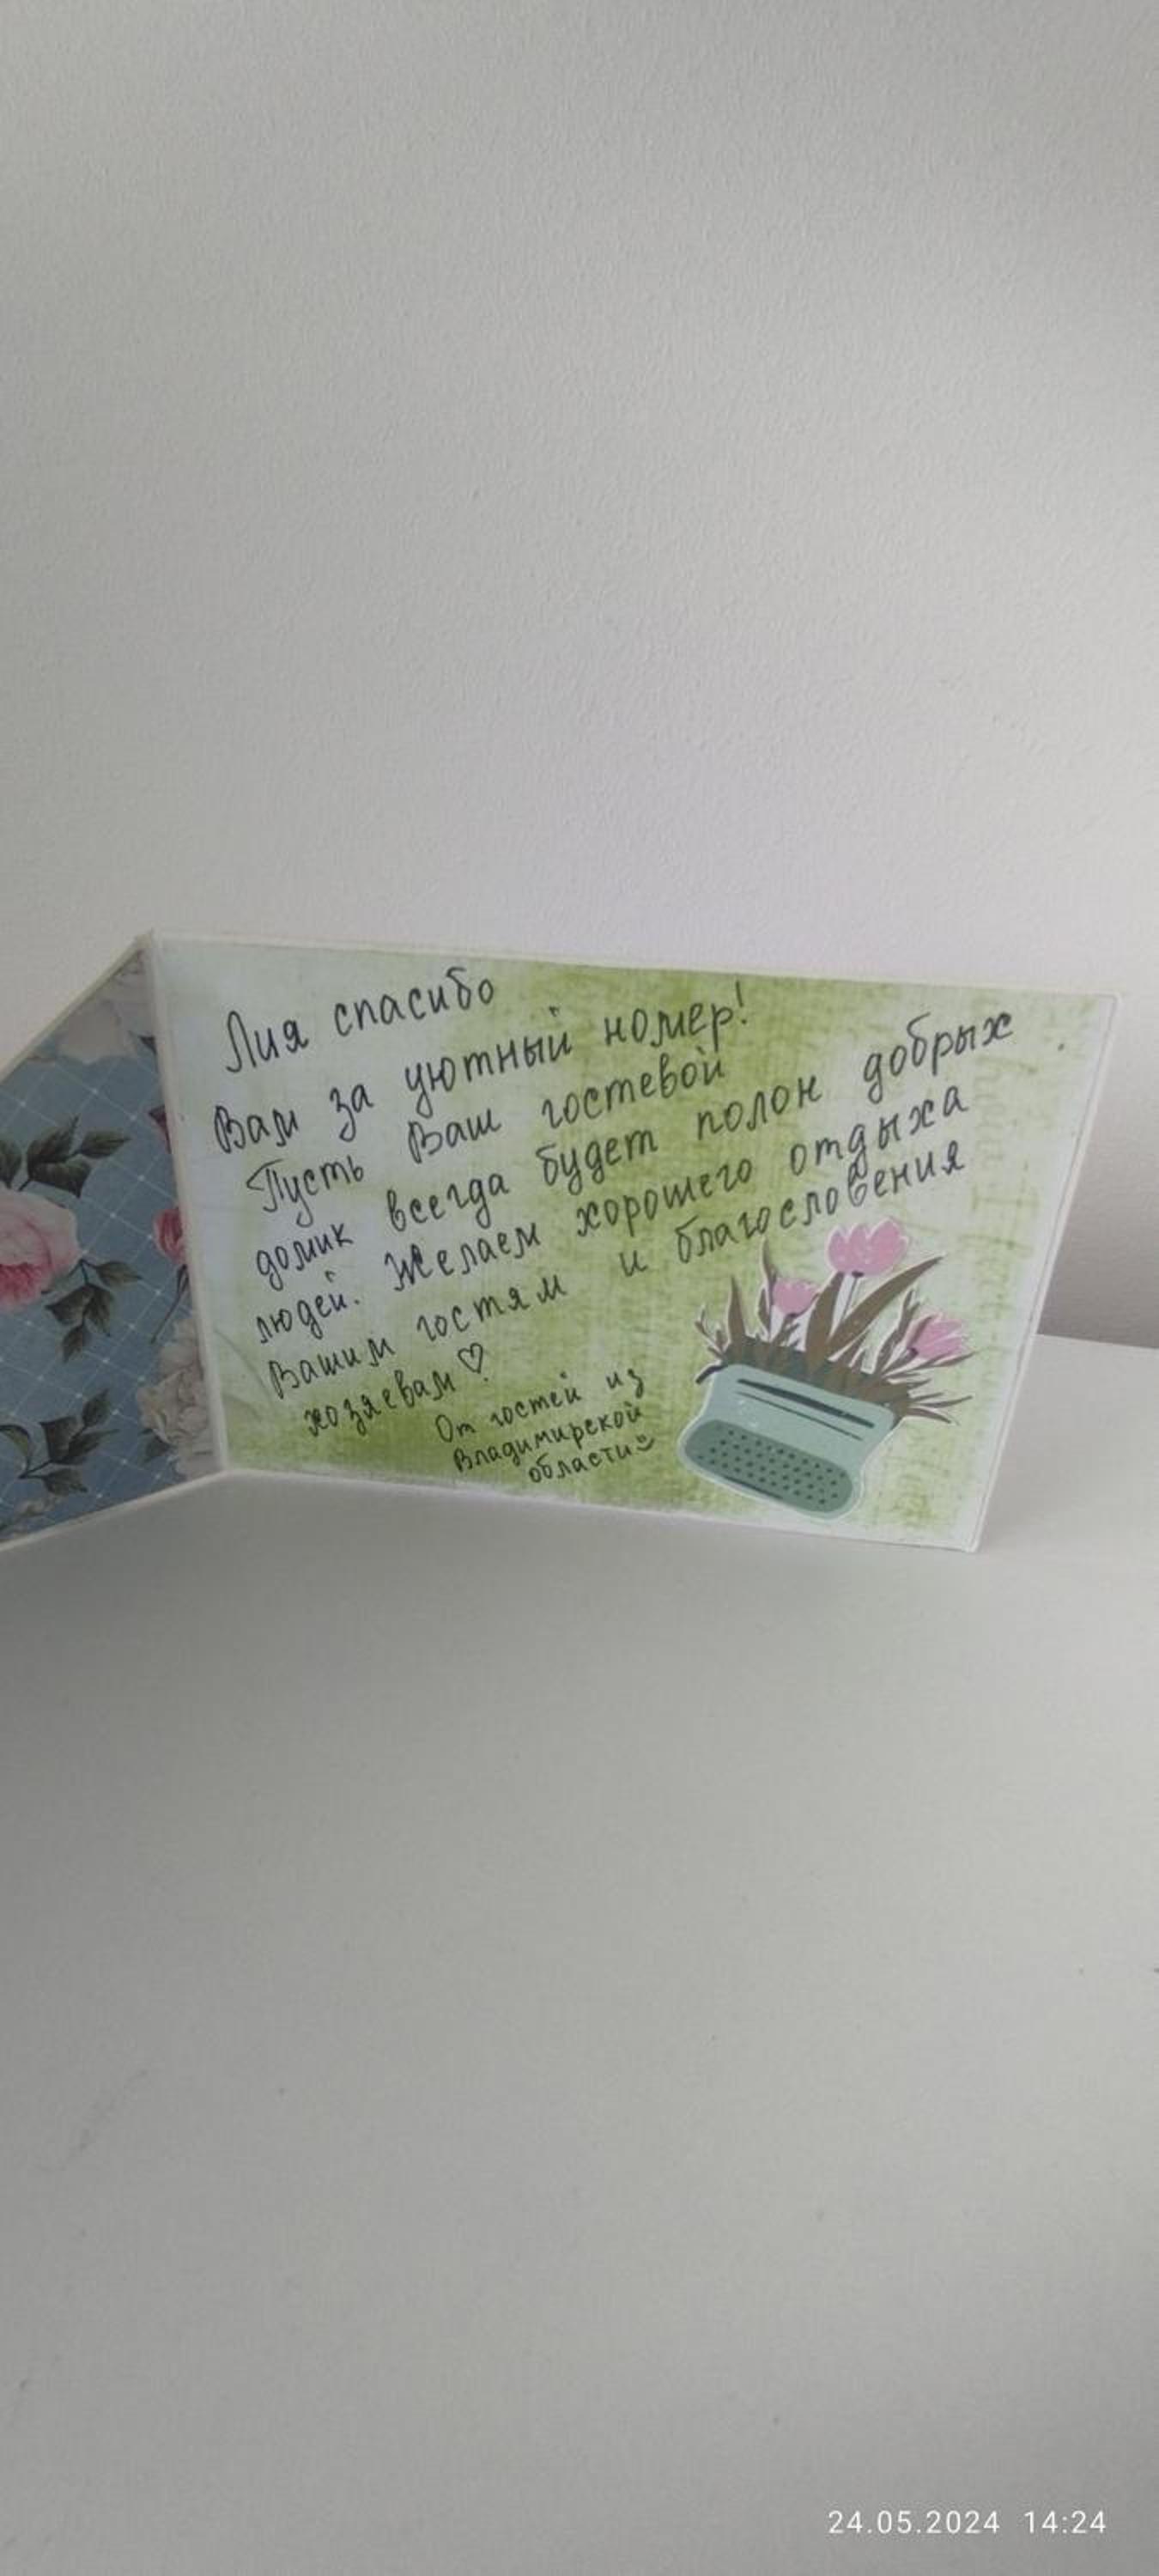 Лия спасибо
Вам за уютный номер!
Пусть Ваш гостевой
домик всегда будет полон добрых
людей. Желаем хорошего отдыха
Вашим гостям и благословения
хозяевам ♡!
От гостей из
Владимирской
области
24.05.2024 14:24